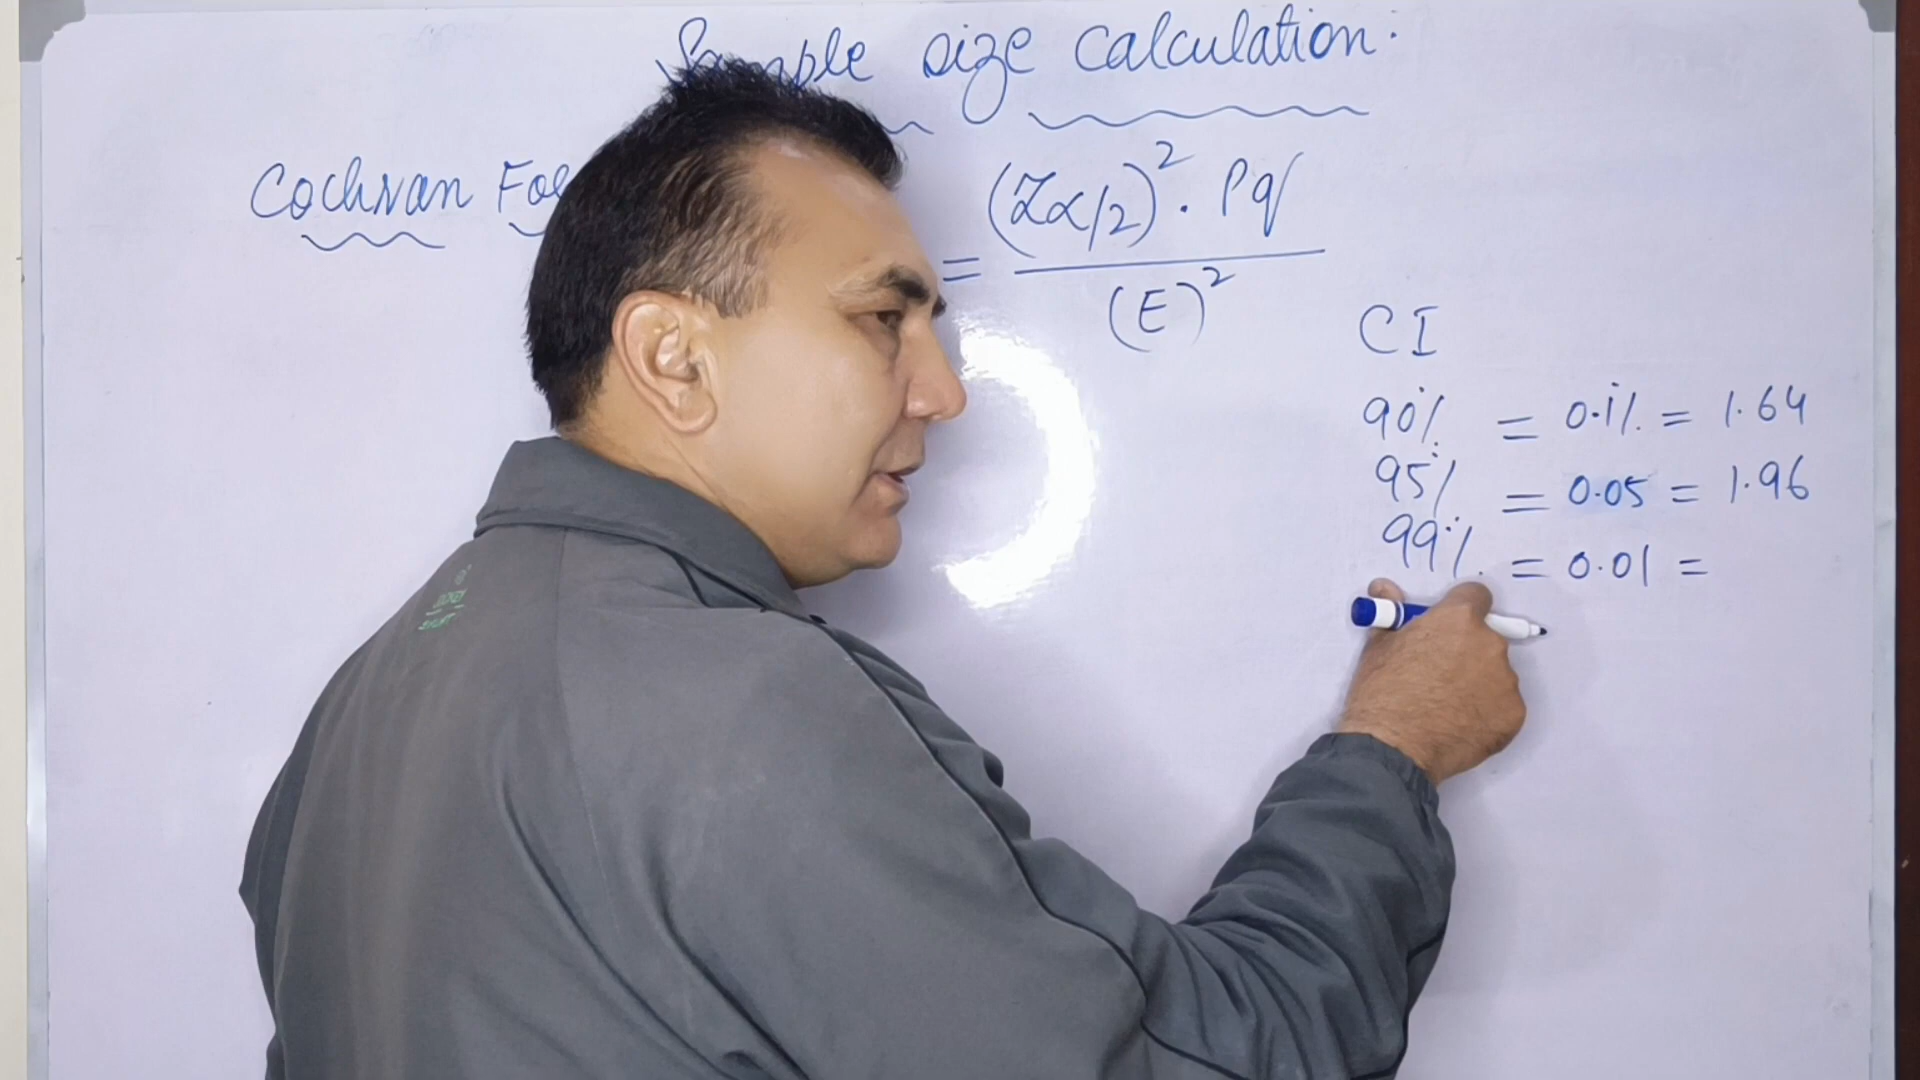 Sample size calculation:
Cochran
= (Zα/2)² . Pq
(E)²
CI
90% = 0.1% = 1.64
95% = 0.05 = 1.96
99% = 0.01 =